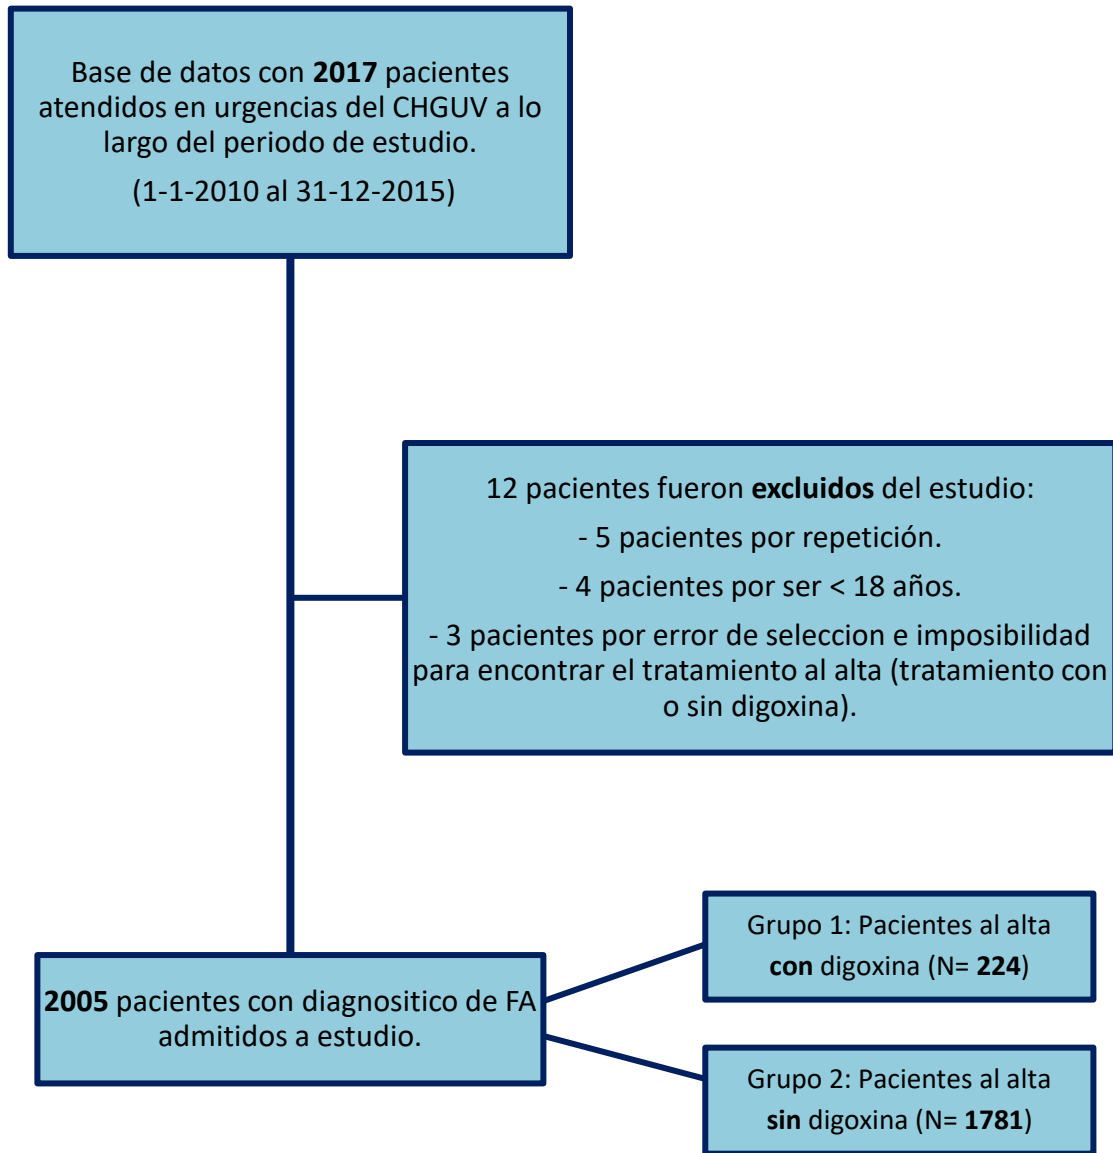 Base de datos con 2017 pacientes
atendidos en urgencias del CHGUV a lo
largo del periodo de estudio.
(1-1-2010 al 31-12-2015)
12 pacientes fueron excluidos del estudio:
- 5 pacientes por repetición.
- 4 pacientes por ser < 18 años.
- 3 pacientes por error de seleccion e imposibilidad
para encontrar el tratamiento al alta (tratamiento con
o sin digoxina).
2005 pacientes con diagnositico de FA
admitidos a estudio.
Grupo 1: Pacientes al alta
con digoxina (N= 224)
Grupo 2: Pacientes al alta
sin digoxina (N= 1781)